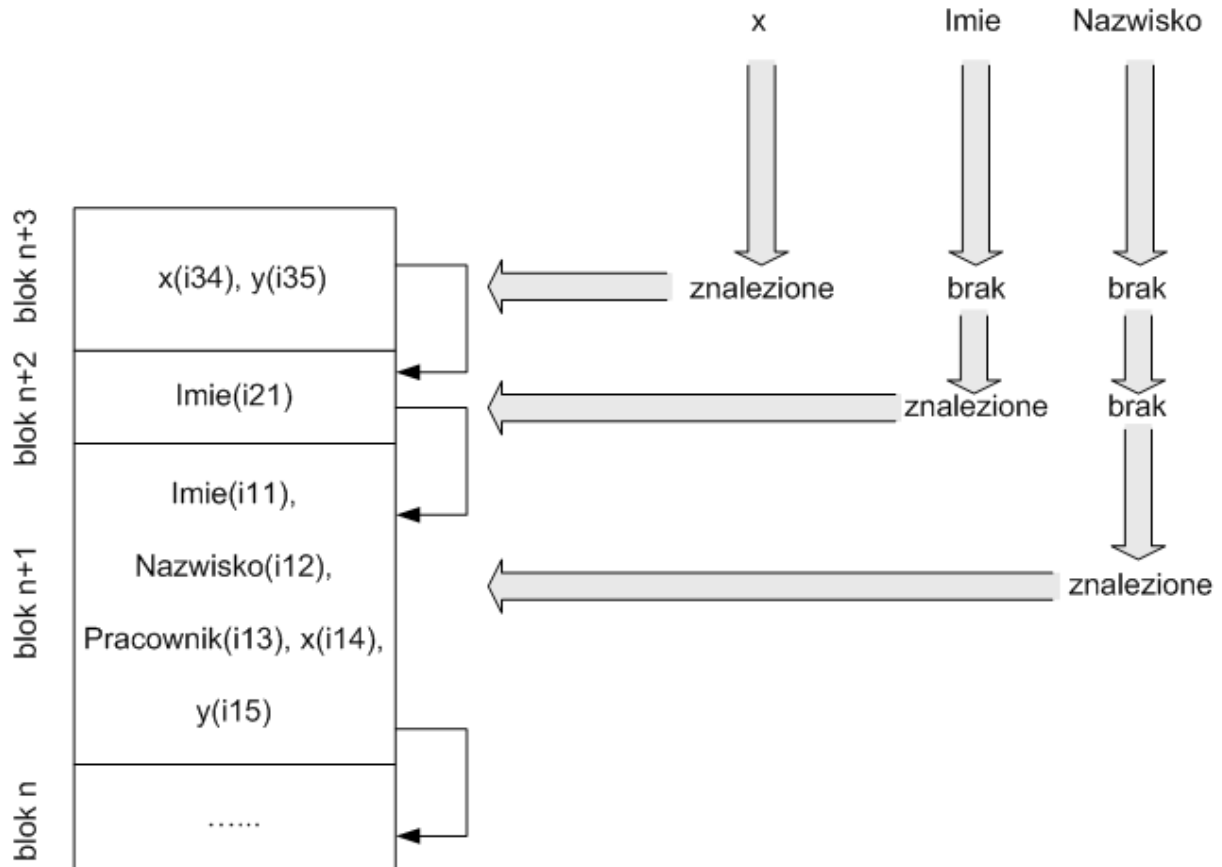 x Imie Nazwisko
blok n+3
x(i34), y(i35)
znalezione brak brak
blok n+2
Imie(i21)
znalezione brak
blok n+1
Imie(i11),
Nazwisko(i12),
znalezione
Pracownik(i13), x(i14),
y(i15)
blok n
......